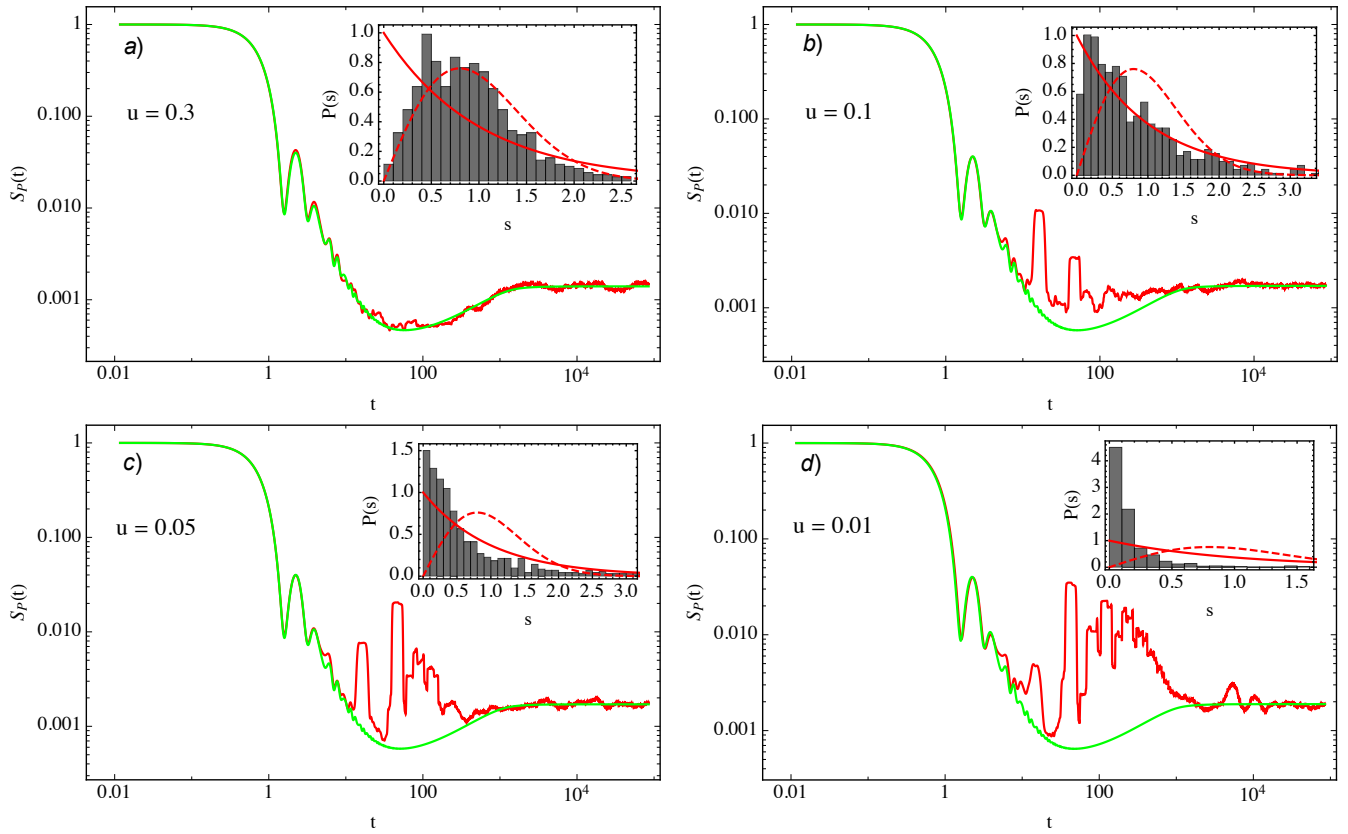 a)
u = 0.3
S_P(t)
1
0.100
0.010
0.001
0.01 1 100 10^4
t
P(s)
1.0
0.8
0.6
0.4
0.2
0.0
0.0 0.5 1.0 1.5 2.0 2.5
s
b)
u = 0.1
S_P(t)
1
0.100
0.010
0.001
0.01 1 100 10^4
t
P(s)
1.0
0.8
0.6
0.4
0.2
0.0
0.0 0.5 1.0 1.5 2.0 2.5 3.0
s
c)
u = 0.05
S_P(t)
1
0.100
0.010
0.001
0.01 1 100 10^4
t
P(s)
1.5
1.0
0.5
0.0
0.0 0.5 1.0 1.5 2.0 2.5 3.0
s
d)
u = 0.01
S_P(t)
1
0.100
0.010
0.001
0.01 1 100 10^4
t
P(s)
4
3
2
1
0
0.0 0.5 1.0 1.5
s